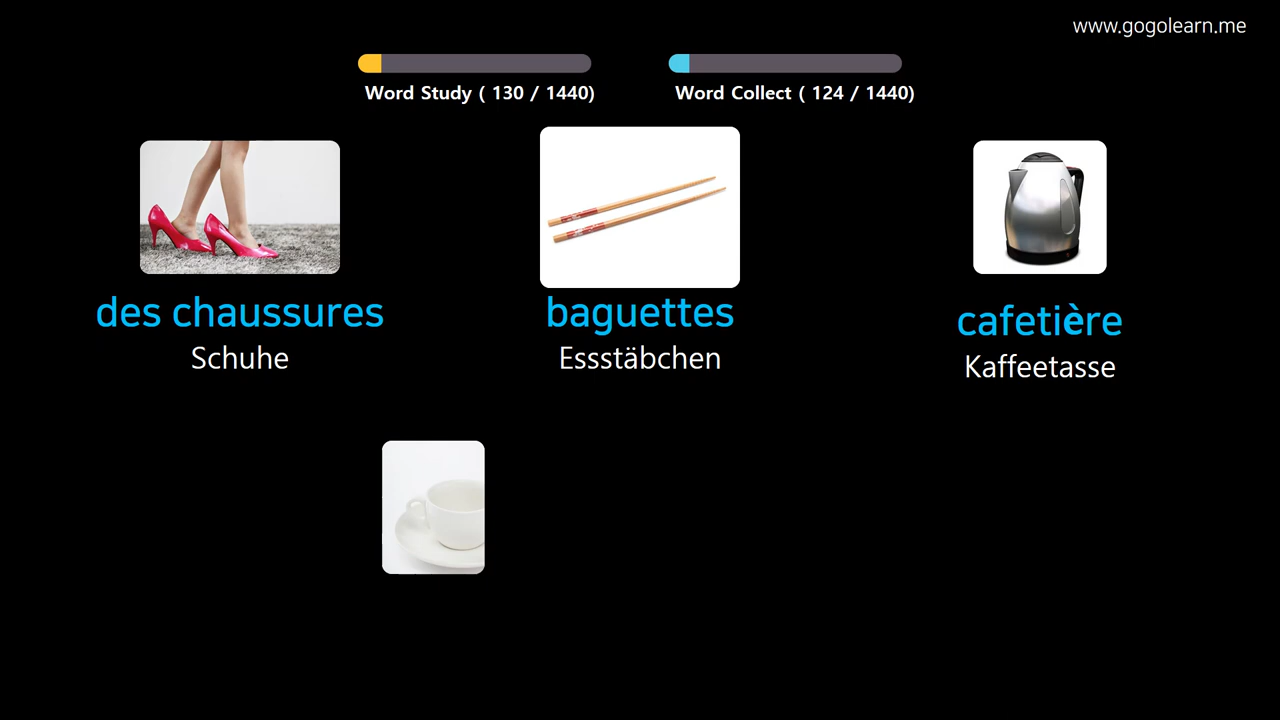 www.gogolearn.me
Word Study ( 130 / 1440)
Word Collect ( 124 / 1440)
des chaussures
Schuhe
baguettes
Essstäbchen
cafetière
Kaffeetasse